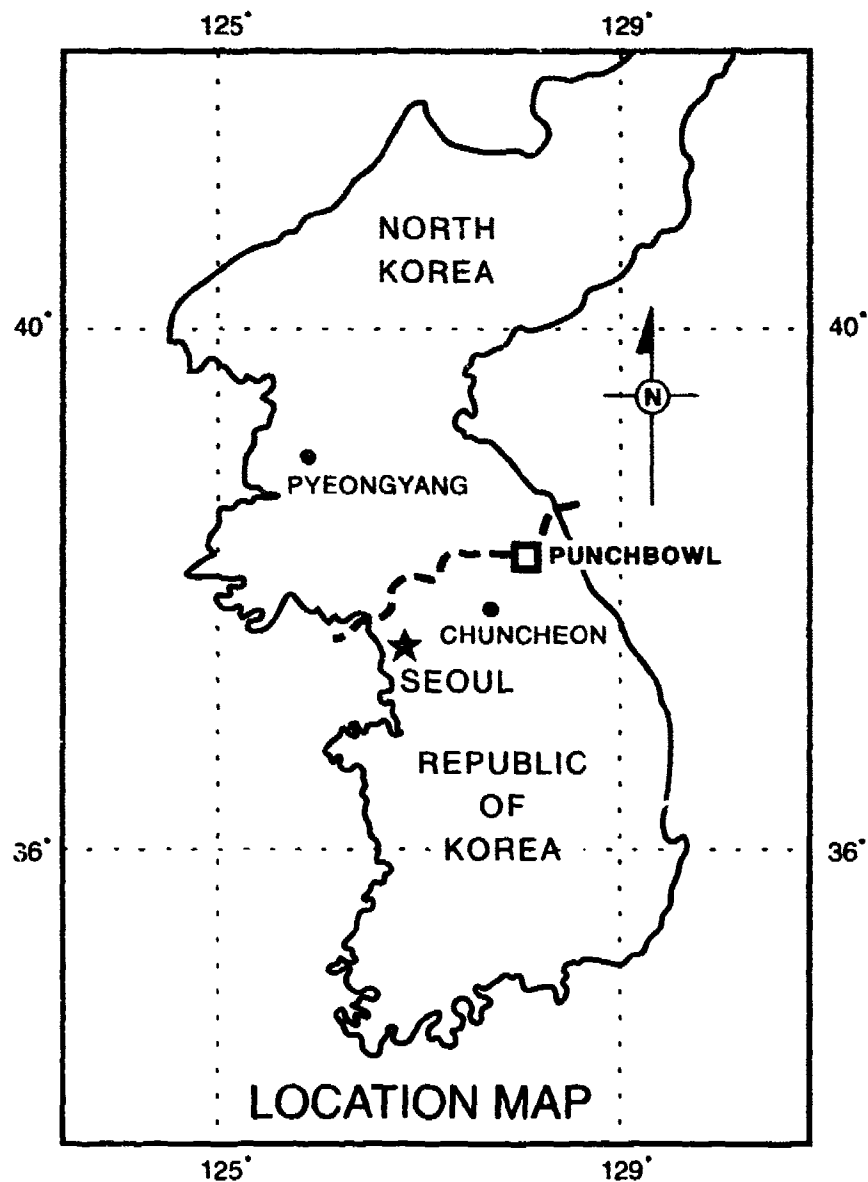 125° 129°
NORTH
KOREA
40° 40°
N
PYEONGYANG
PUNCHBOWL
CHUNCHEON
SEOUL
REPUBLIC
OF
KOREA
36° 36°
LOCATION MAP
125° 129°